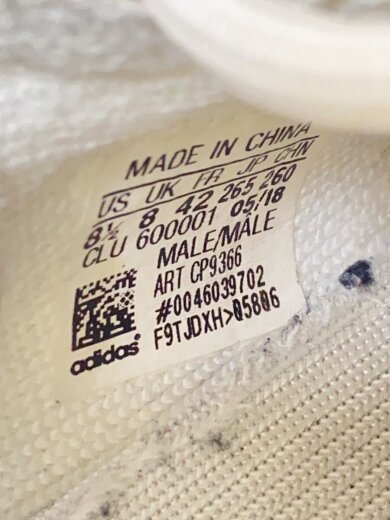 MADE IN CHINA
US UK FR JP CHN
8½ 8 42 265 260
CLU 600001 05/18
MALE/MÂLE
ART CP9366
#0046039702
F9TJDXH>05806
adidas®